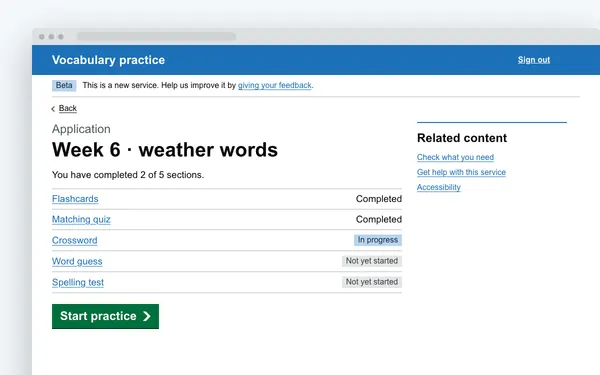 Vocabulary practice Sign out
Beta This is a new service. Help us improve it by giving your feedback.
Back
Application
Week 6 · weather words
You have completed 2 of 5 sections.
Flashcards Completed
Matching quiz Completed
Crossword In progress
Word guess Not yet started
Spelling test Not yet started
Start practice
Related content
Check what you need
Get help with this service
Accessibility